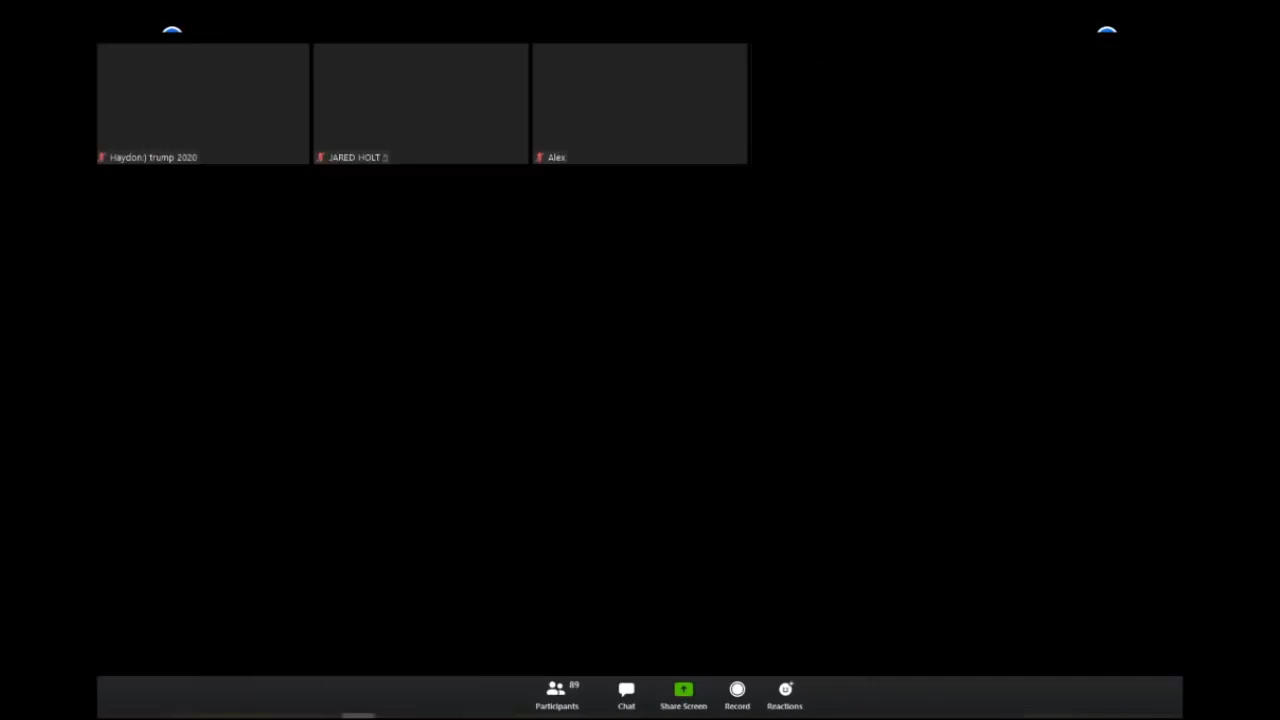 Haydon:) trump 2020
JARED HOLT
Alex
89
Participants
Chat
Share Screen
Record
Reactions